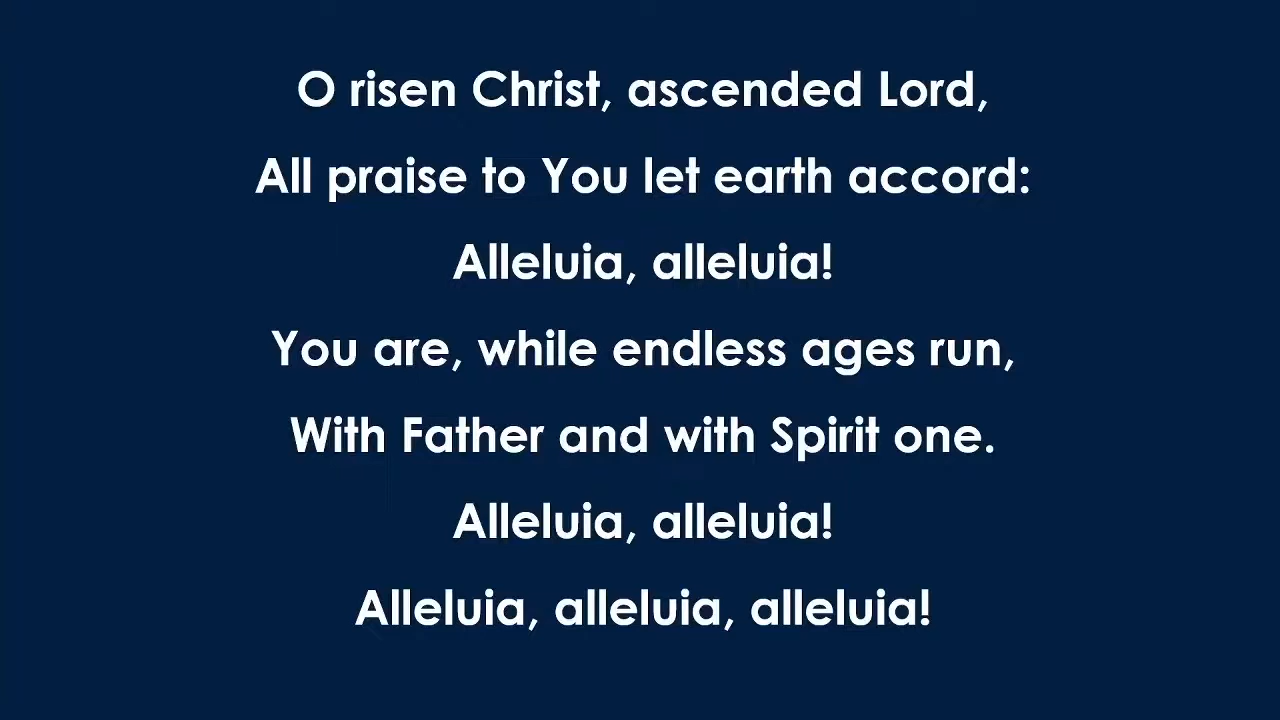 O risen Christ, ascended Lord,
All praise to You let earth accord:
Alleluia, alleluia!
You are, while endless ages run,
With Father and with Spirit one.
Alleluia, alleluia!
Alleluia, alleluia, alleluia!